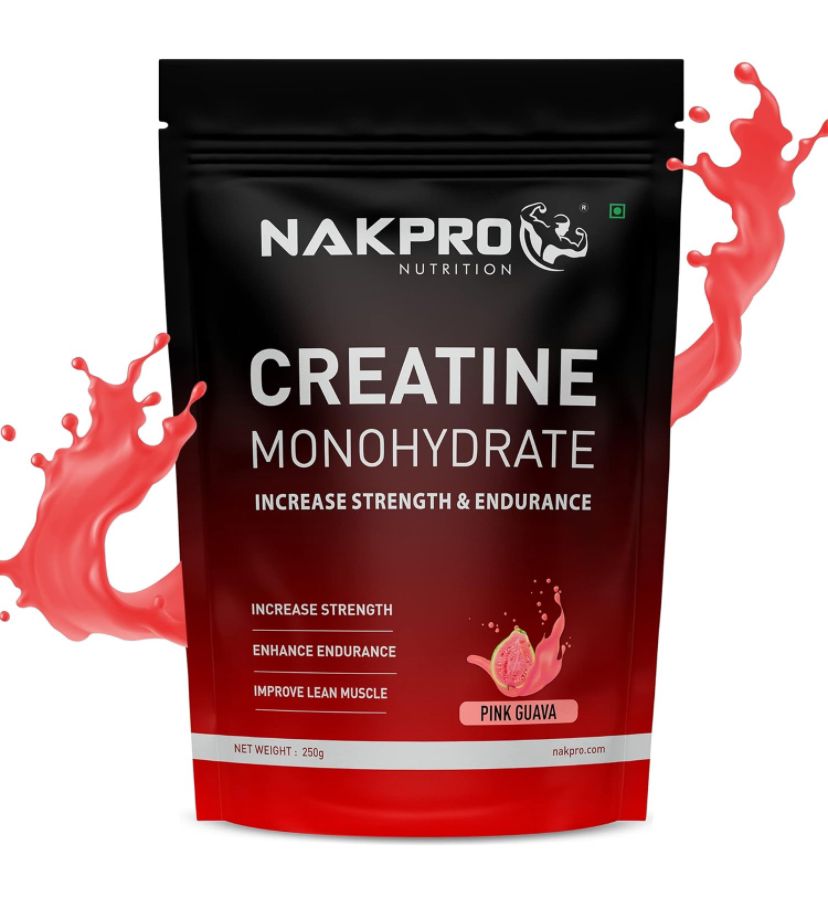 NAKPRO
®
NUTRITION
CREATINE
MONOHYDRATE
INCREASE STRENGTH & ENDURANCE
INCREASE STRENGTH
ENHANCE ENDURANCE
IMPROVE LEAN MUSCLE
PINK GUAVA
NET WEIGHT : 250g
nakpro.com